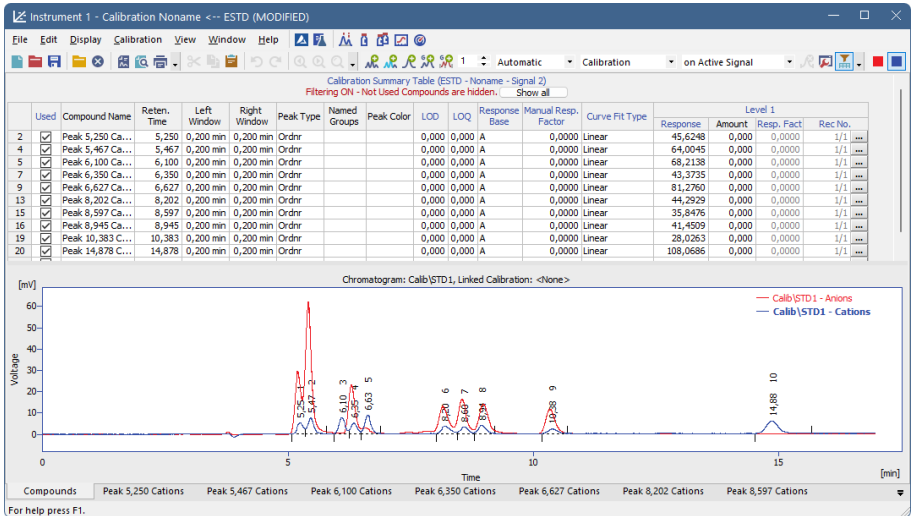 Instrument 1 - Calibration Noname <-- ESTD (MODIFIED)
File Edit Display Calibration View Window Help
1 Automatic Calibration on Active Signal
Calibration Summary Table (ESTD - Noname - Signal 2)
Filtering ON - Not Used Compounds are hidden. Show all
Used Compound Name Reten. Time Left Window Right Window Peak Type Named Groups Peak Color LOD LOQ Response Base Manual Resp. Factor Curve Fit Type Level 1
Response Amount Resp. Fact Rec No.
2 Peak 5,250 Ca... 5,250 0,200 min 0,200 min Ordnr 0,000 0,000 A 0,0000 Linear 45,6248 0,000 0,0000 1/1 ...
4 Peak 5,467 Ca... 5,467 0,200 min 0,200 min Ordnr 0,000 0,000 A 0,0000 Linear 64,0045 0,000 0,0000 1/1 ...
5 Peak 6,100 Ca... 6,100 0,200 min 0,200 min Ordnr 0,000 0,000 A 0,0000 Linear 68,2138 0,000 0,0000 1/1 ...
7 Peak 6,350 Ca... 6,350 0,200 min 0,200 min Ordnr 0,000 0,000 A 0,0000 Linear 43,3735 0,000 0,0000 1/1 ...
9 Peak 6,627 Ca... 6,627 0,200 min 0,200 min Ordnr 0,000 0,000 A 0,0000 Linear 81,2760 0,000 0,0000 1/1 ...
13 Peak 8,202 Ca... 8,202 0,200 min 0,200 min Ordnr 0,000 0,000 A 0,0000 Linear 44,2929 0,000 0,0000 1/1 ...
15 Peak 8,597 Ca... 8,597 0,200 min 0,200 min Ordnr 0,000 0,000 A 0,0000 Linear 35,8476 0,000 0,0000 1/1 ...
16 Peak 8,945 Ca... 8,945 0,200 min 0,200 min Ordnr 0,000 0,000 A 0,0000 Linear 41,4509 0,000 0,0000 1/1 ...
19 Peak 10,383 C... 10,383 0,200 min 0,200 min Ordnr 0,000 0,000 A 0,0000 Linear 28,0263 0,000 0,0000 1/1 ...
20 Peak 14,878 C... 14,878 0,200 min 0,200 min Ordnr 0,000 0,000 A 0,0000 Linear 108,0686 0,000 0,0000 1/1 ...
Chromatogram: Calib\STD1, Linked Calibration: <None>
[mV]
Calib\STD1 - Anions
Calib\STD1 - Cations
60
50
40
30
20
10
0
Voltage
5,25 1
5,47 2
6,10 3
6,35 4
6,63 5
8,20 6
8,60 7
8,94 8
10,38 9
14,88 10
0 5 10 15
Time
[min]
Compounds Peak 5,250 Cations Peak 5,467 Cations Peak 6,100 Cations Peak 6,350 Cations Peak 6,627 Cations Peak 8,202 Cations Peak 8,597 Cations
For help press F1.